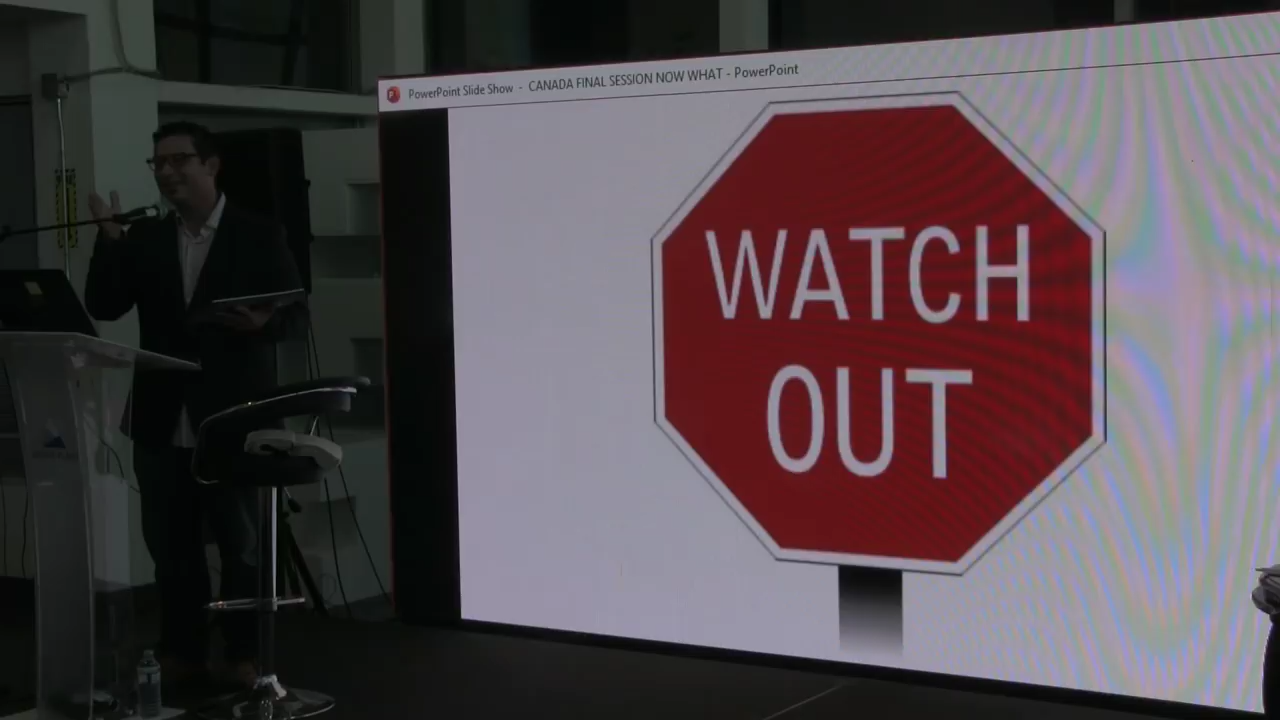 PowerPoint Slide Show - CANADA FINAL SESSION NOW WHAT - PowerPoint
WATCH
OUT